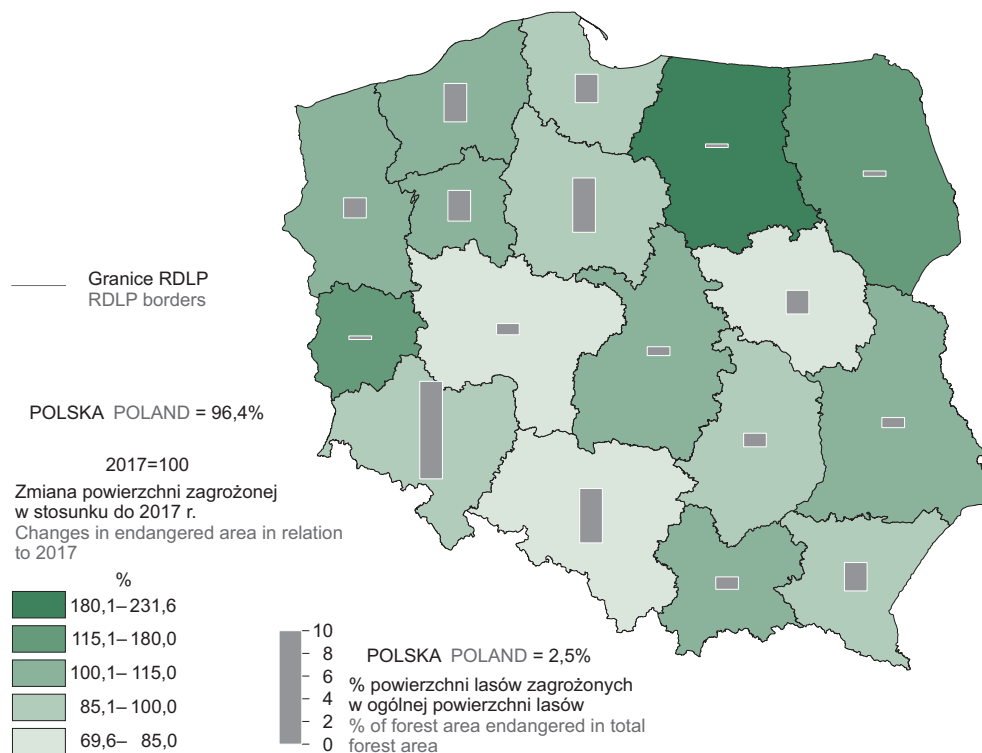 Granice RDLP
RDLP borders
POLSKA POLAND = 96,4%
2017=100
Zmiana powierzchni zagrożonej
w stosunku do 2017 r.
Changes in endangered area in relation
to 2017
%
180,1– 231,6
115,1– 180,0
100,1– 115,0
85,1– 100,0
69,6– 85,0
10
8
6
4
2
0
POLSKA POLAND = 2,5%
% powierzchni lasów zagrożonych
w ogólnej powierzchni lasów
% of forest area endangered in total
forest area